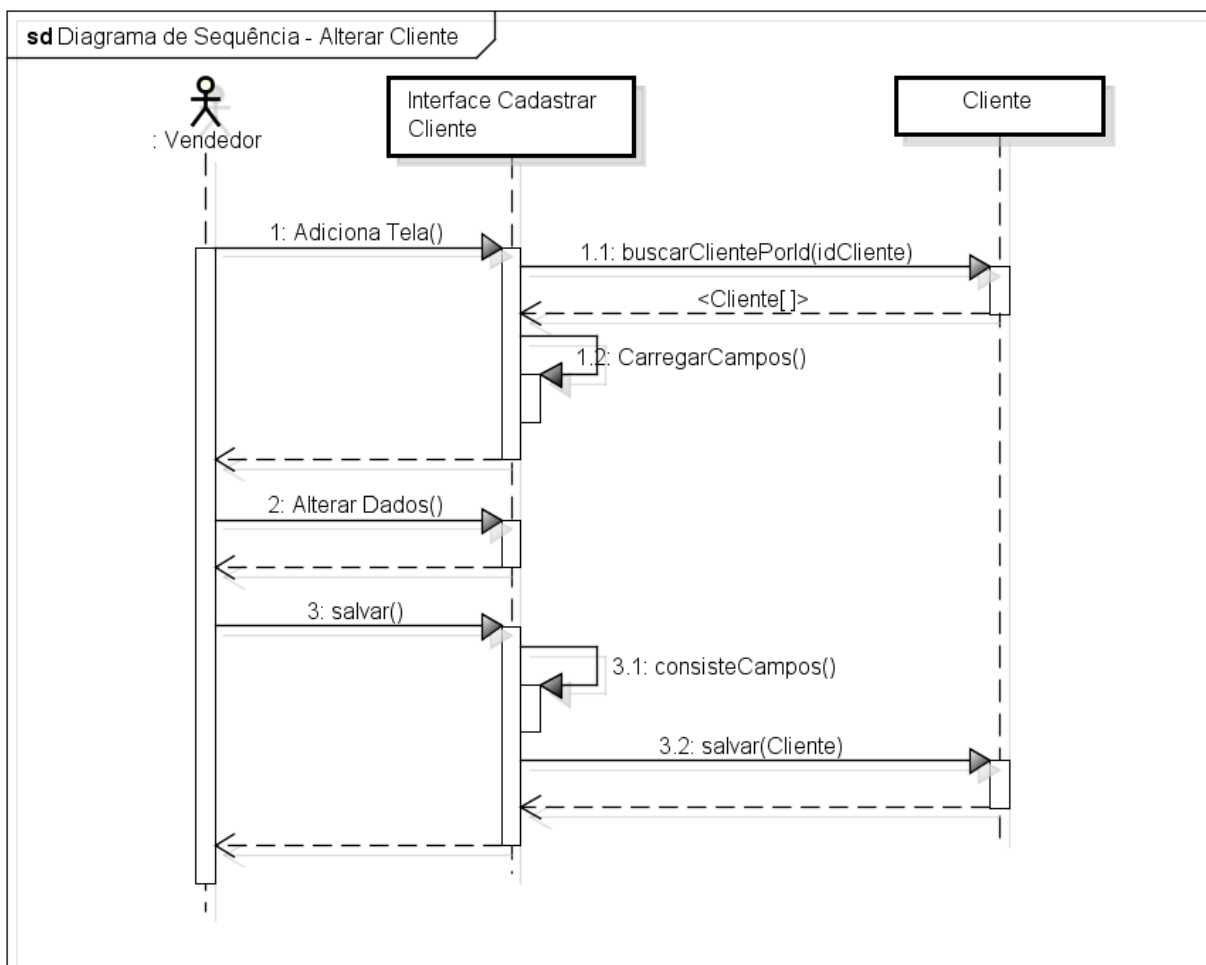 sd Diagrama de Sequência - Alterar Cliente
: Vendedor
Interface Cadastrar
Cliente
Cliente
1: Adiciona Tela()
1.1: buscarClientePorId(idCliente)
<Cliente[ ]>
1.2: CarregarCampos()
2: Alterar Dados()
3: salvar()
3.1: consisteCampos()
3.2: salvar(Cliente)